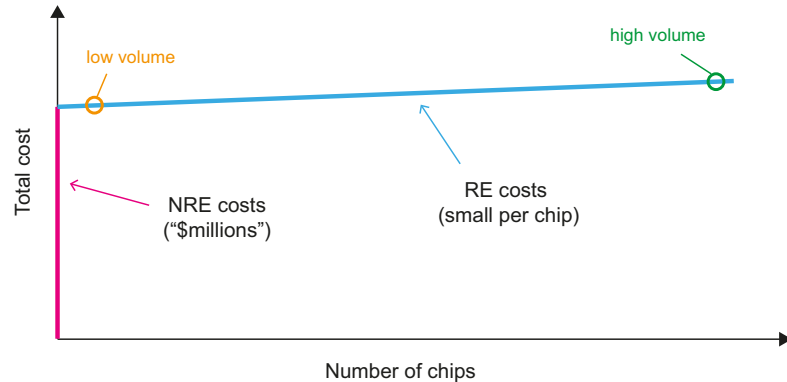 low volume
high volume
Total cost
NRE costs
(“$millions”)
RE costs
(small per chip)
Number of chips